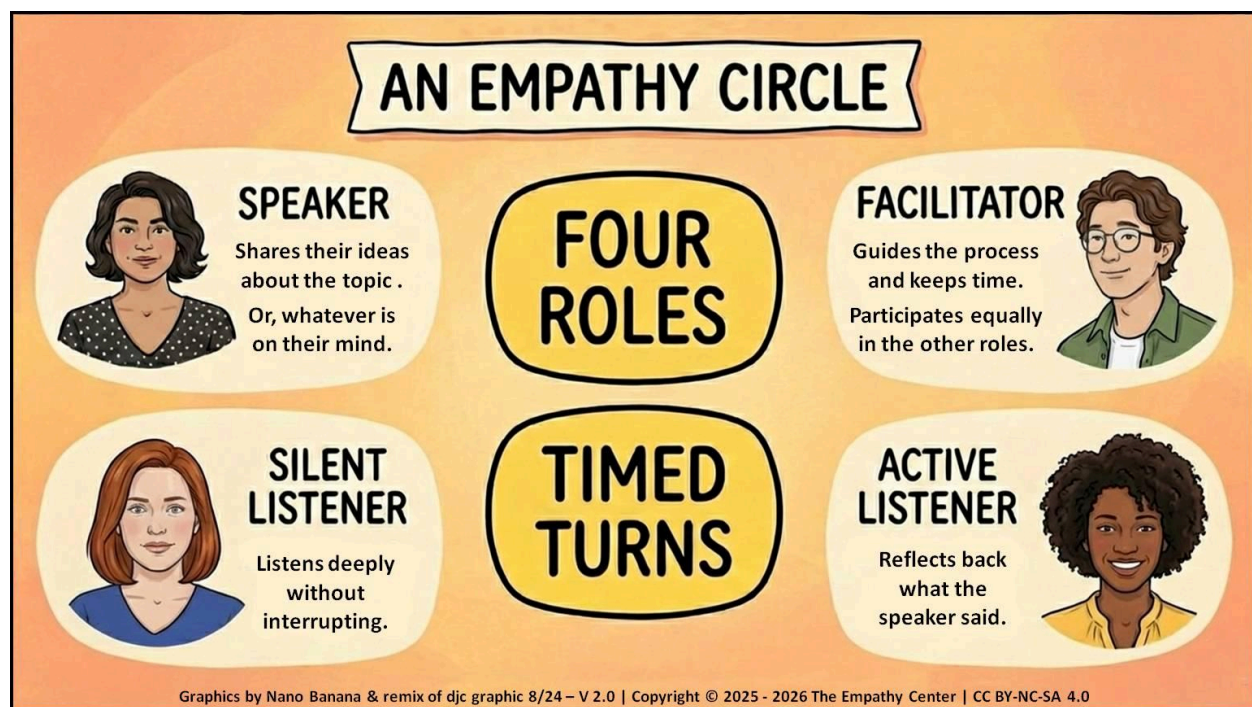 AN EMPATHY CIRCLE
SPEAKER
Shares their ideas
about the topic .
Or, whatever is
on their mind.
FOUR
ROLES
FACILITATOR
Guides the process
and keeps time.
Participates equally
in the other roles.
SILENT
LISTENER
Listens deeply
without
interrupting.
TIMED
TURNS
ACTIVE
LISTENER
Reflects back
what the
speaker said.
Graphics by Nano Banana & remix of djc graphic 8/24 – V 2.0 | Copyright © 2025 - 2026 The Empathy Center | CC BY-NC-SA 4.0